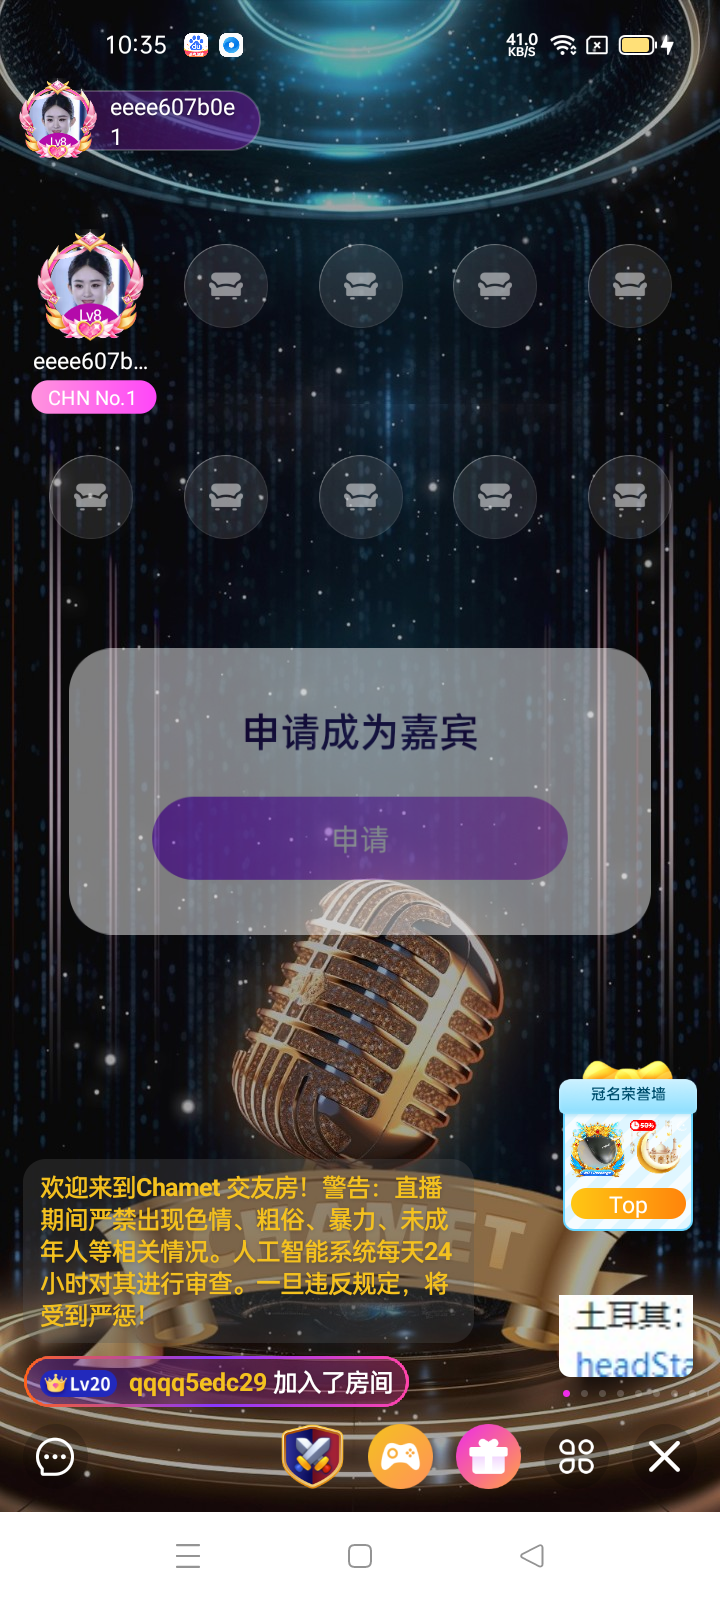 10:35
41.0
KB/S
eeee607b0e
1
Lv8
Lv8
eeee607b...
CHN No.1
申请成为嘉宾
申请
冠名荣誉墙
50%
Top
CHAMET
欢迎来到Chamet 交友房！警告：直播
期间严禁出现色情、粗俗、暴力、未成
年人等相关情况。人工智能系统每天24
小时对其进行审查。一旦违反规定，将
受到严惩！
土耳其：
headSta
Lv20 qqqq5edc29 加入了房间